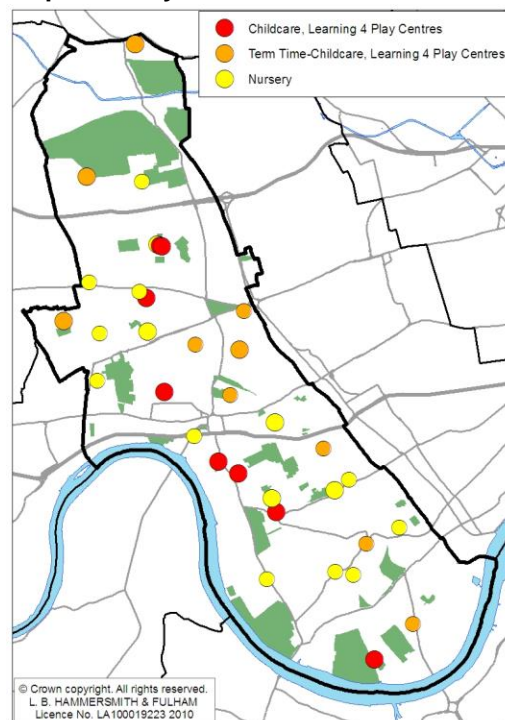 Childcare, Learning 4 Play Centres
Term Time-Childcare, Learning 4 Play Centres
Nursery
© Crown copyright. All rights reserved.
L. B. HAMMERSMITH & FULHAM
Licence No. LA100019223 2010